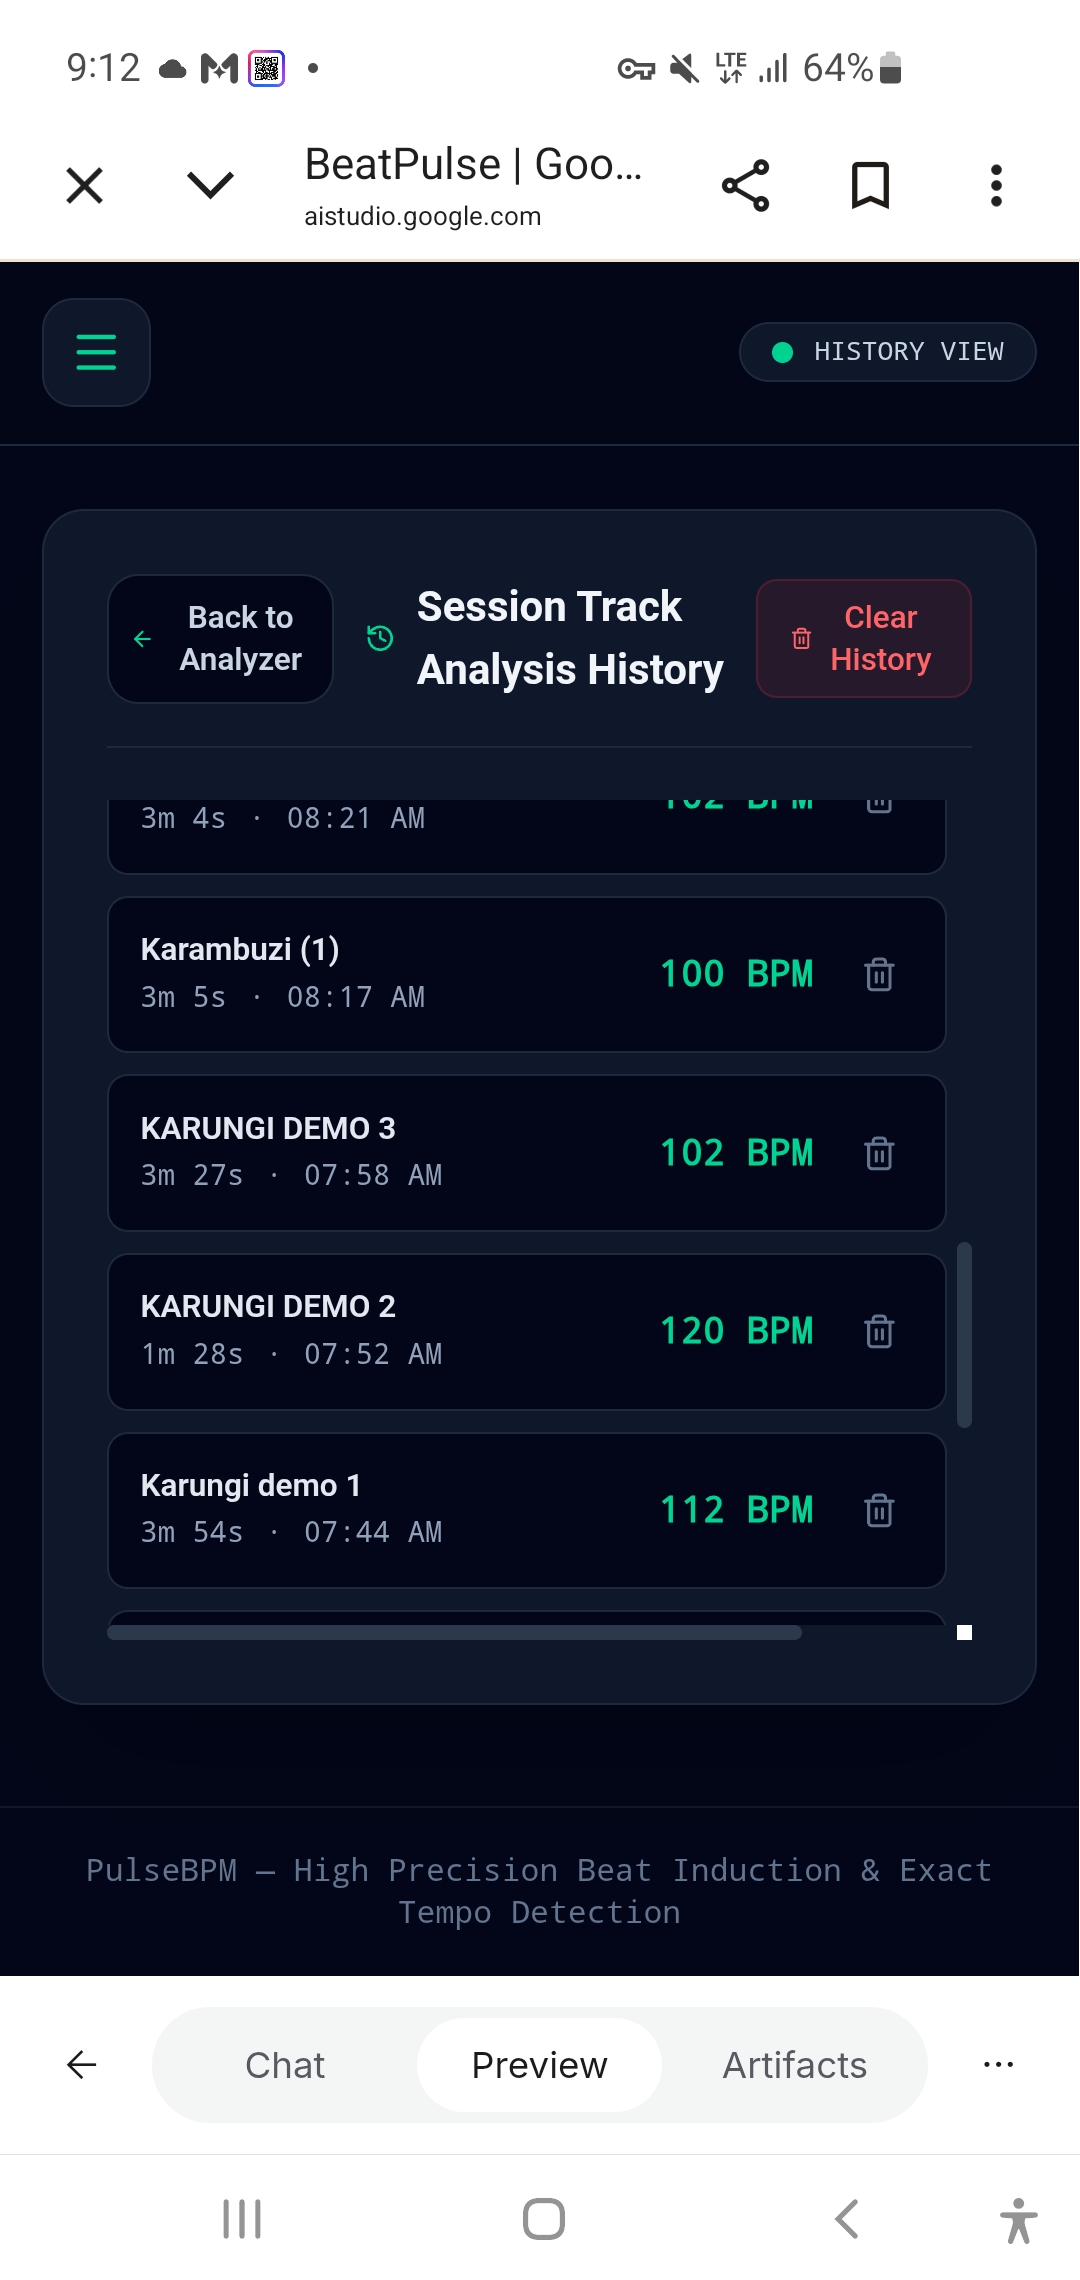 9:12
LTE
64%
BeatPulse | Goo...
aistudio.google.com
HISTORY VIEW
Back to
Analyzer
Session Track
Analysis History
Clear
History
102 BPM
3m 4s · 08:21 AM
Karambuzi (1)
100 BPM
3m 5s · 08:17 AM
KARUNGI DEMO 3
102 BPM
3m 27s · 07:58 AM
KARUNGI DEMO 2
120 BPM
1m 28s · 07:52 AM
Karungi demo 1
112 BPM
3m 54s · 07:44 AM
PulseBPM — High Precision Beat Induction & Exact
Tempo Detection
Chat
Preview
Artifacts